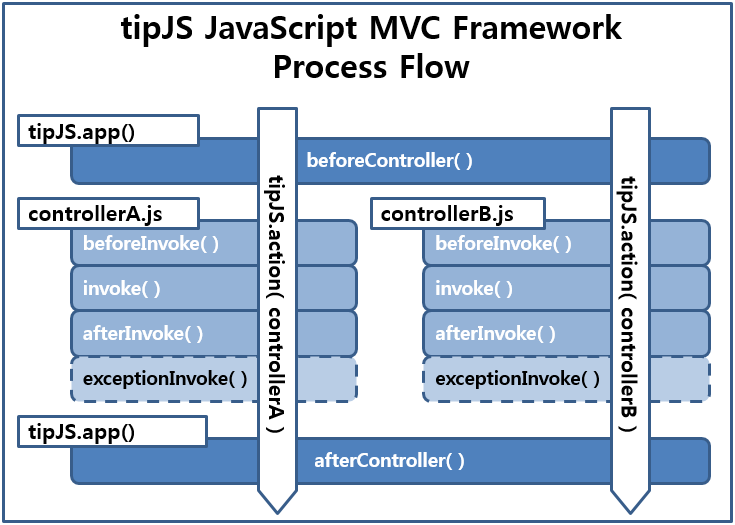 tipJS JavaScript MVC Framework
Process Flow
tipJS.app()
beforeController( )
controllerA.js
beforeInvoke( )
invoke( )
afterInvoke( )
exceptionInvoke( )
tipJS.action( controllerA )
controllerB.js
beforeInvoke( )
invoke( )
afterInvoke( )
exceptionInvoke( )
tipJS.action( controllerB )
tipJS.app()
afterController( )